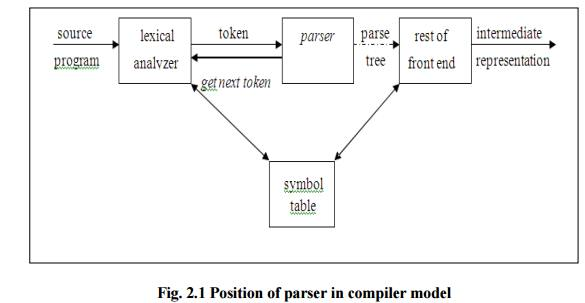 source
program
lexical
analyzer
token
get next token
parser
parse
tree
rest of
front end
intermediate
representation
symbol
table
Fig. 2.1 Position of parser in compiler model